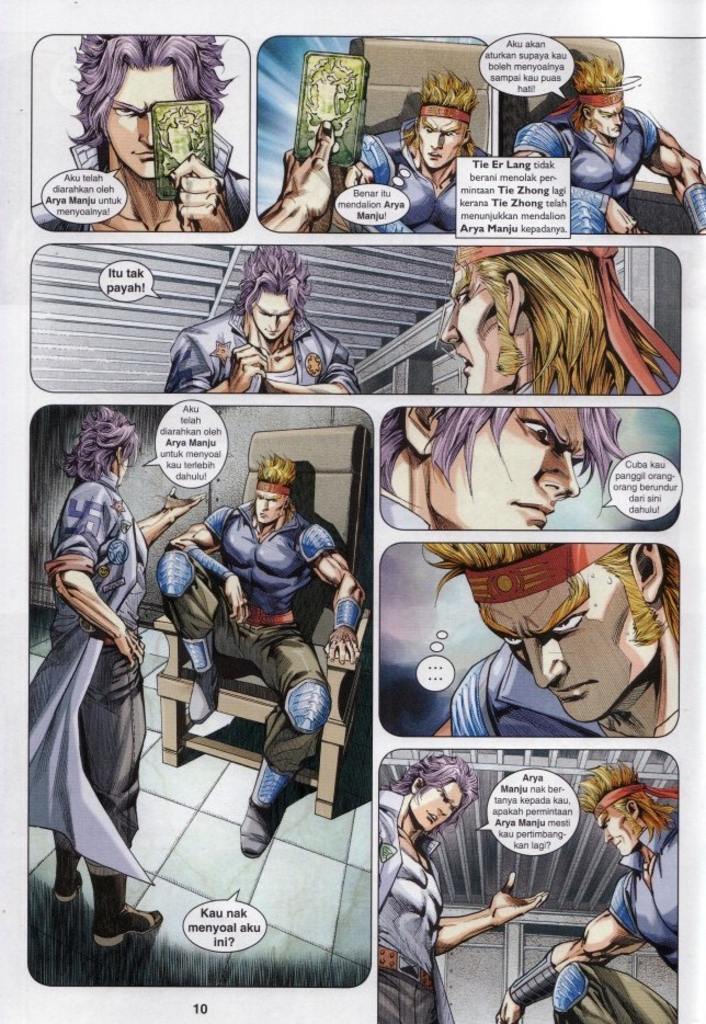 Aku telah
diarahkan oleh
Arya Manju untuk
menyoalnya!
Benar itu
mendalion Arya
Manju!
Aku akan
aturkan supaya kau
boleh menyoalnya
sampai kau puas
hati!
Tie Er Lang tidak
berani menolak per-
mintaan Tie Zhong lagi
kerana Tie Zhong telah
menunjukkan mendalion
Arya Manju kepadanya.
Itu tak
payah!
Aku
telah
diarahkan oleh
Arya Manju
untuk menyoal
kau terlebih
dahulu!
Kau nak
menyoal aku
ini?
Cuba kau
panggil orang-
orang berundur
dari sini
dahulu!
...
...
Arya
Manju nak ber-
tanya kepada kau,
apakah permintaan
Arya Manju mesti
kau pertimbang-
kan lagi?
10